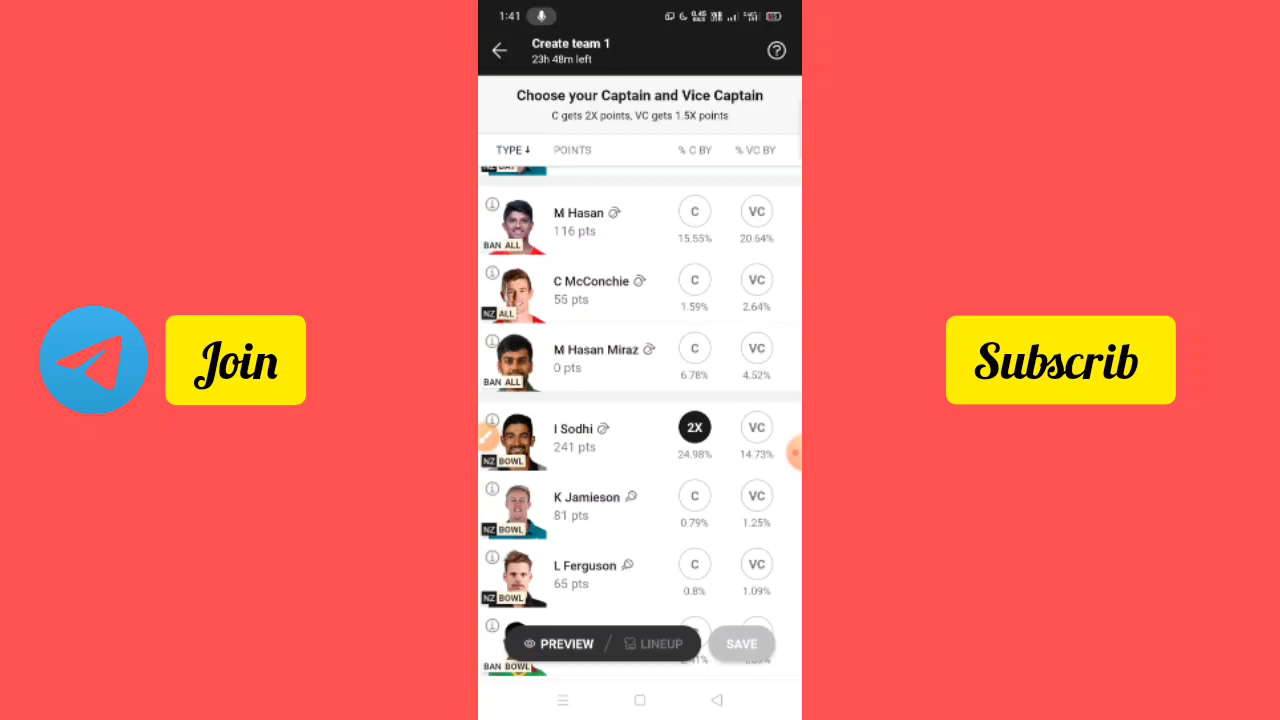 1:41
Create team 1
23h 48m left
Choose your Captain and Vice Captain
C gets 2X points, VC gets 1.5X points
TYPE POINTS % C BY % VC BY
M Hasan
116 pts
C VC
15.55% 20.64%
BAN ALL
C McConchie
55 pts
C VC
1.59% 2.64%
NZ ALL
M Hasan Miraz
0 pts
C VC
6.78% 4.52%
BAN ALL
I Sodhi
241 pts
2X VC
24.98% 14.73%
NZ BOWL
K Jamieson
81 pts
C VC
0.79% 1.25%
NZ BOWL
L Ferguson
65 pts
C VC
0.8% 1.09%
NZ BOWL
PREVIEW / LINEUP SAVE
BAN BOWL
Join
Subscrib